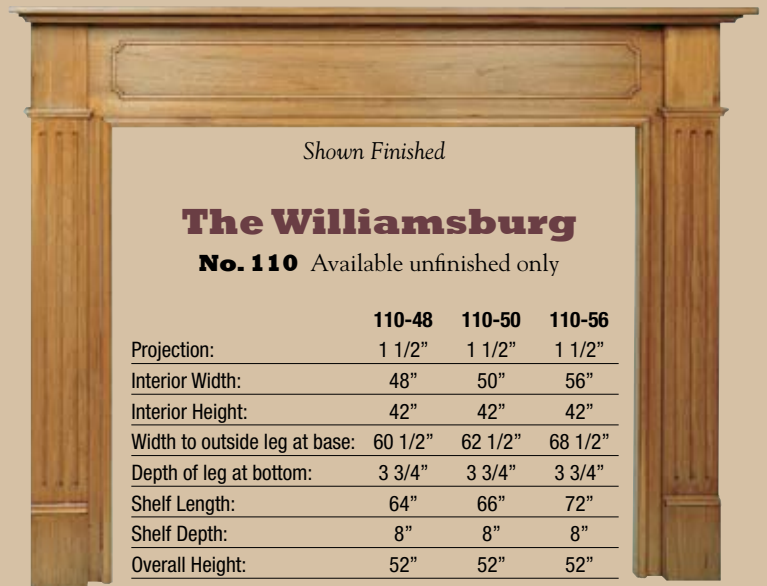 Shown Finished
The Williamsburg
No. 110 Available unfinished only
110-48 110-50 110-56
Projection: 1 1/2” 1 1/2” 1 1/2”
Interior Width: 48” 50” 56”
Interior Height: 42” 42” 42”
Width to outside leg at base: 60 1/2” 62 1/2” 68 1/2”
Depth of leg at bottom: 3 3/4” 3 3/4” 3 3/4”
Shelf Length: 64” 66” 72”
Shelf Depth: 8” 8” 8”
Overall Height: 52” 52” 52”